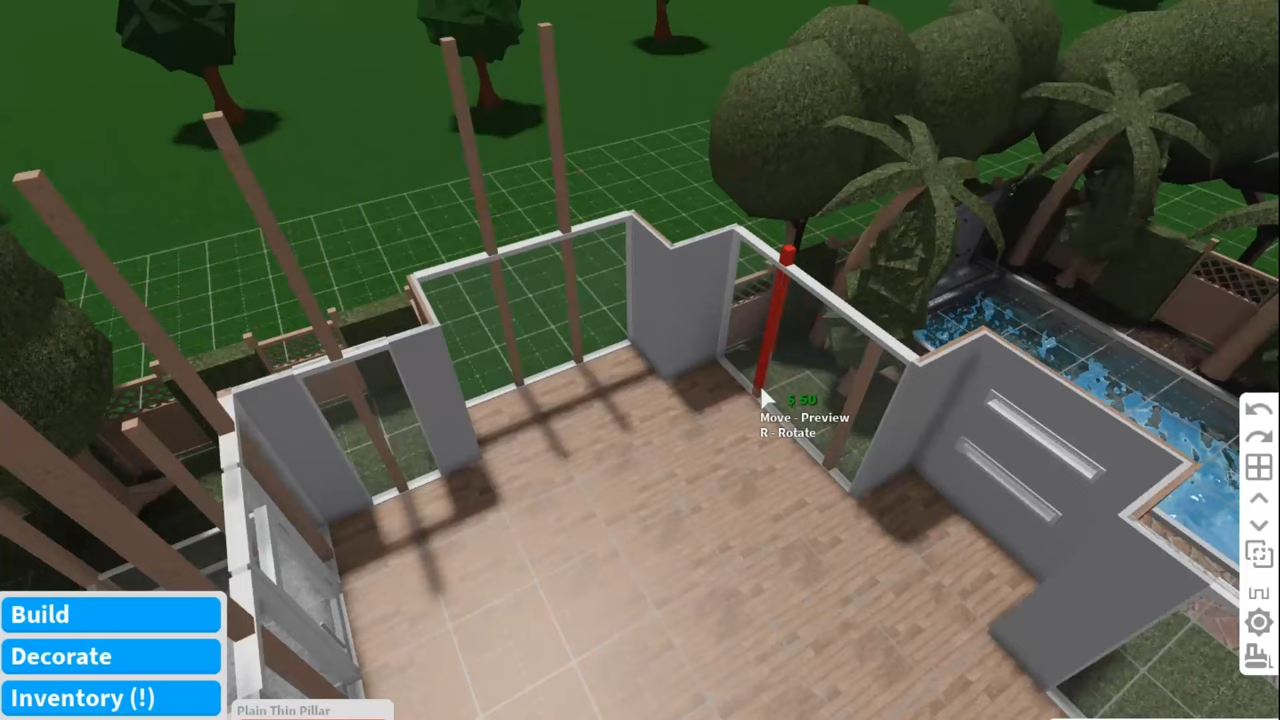 $ 50
Move - Preview
R - Rotate
Build
Decorate
Inventory (!)
Plain Thin Pillar